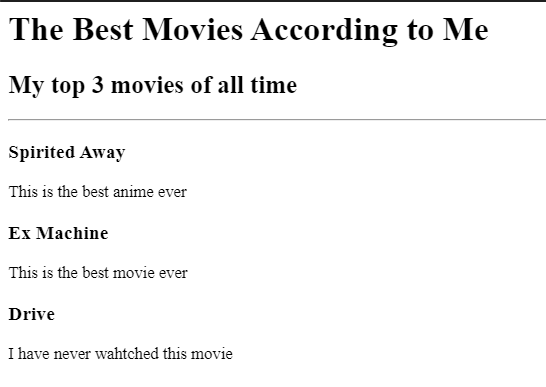 The Best Movies According to Me
My top 3 movies of all time
Spirited Away
This is the best anime ever
Ex Machine
This is the best movie ever
Drive
I have never wahtched this movie